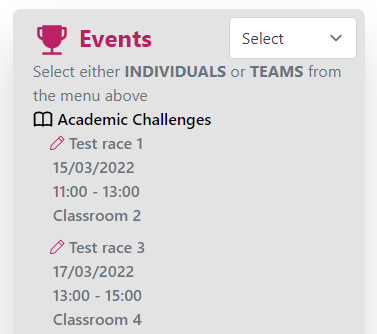 Events
Select
Select either INDIVIDUALS or TEAMS from
the menu above
Academic Challenges
Test race 1
15/03/2022
11:00 - 13:00
Classroom 2
Test race 3
17/03/2022
13:00 - 15:00
Classroom 4